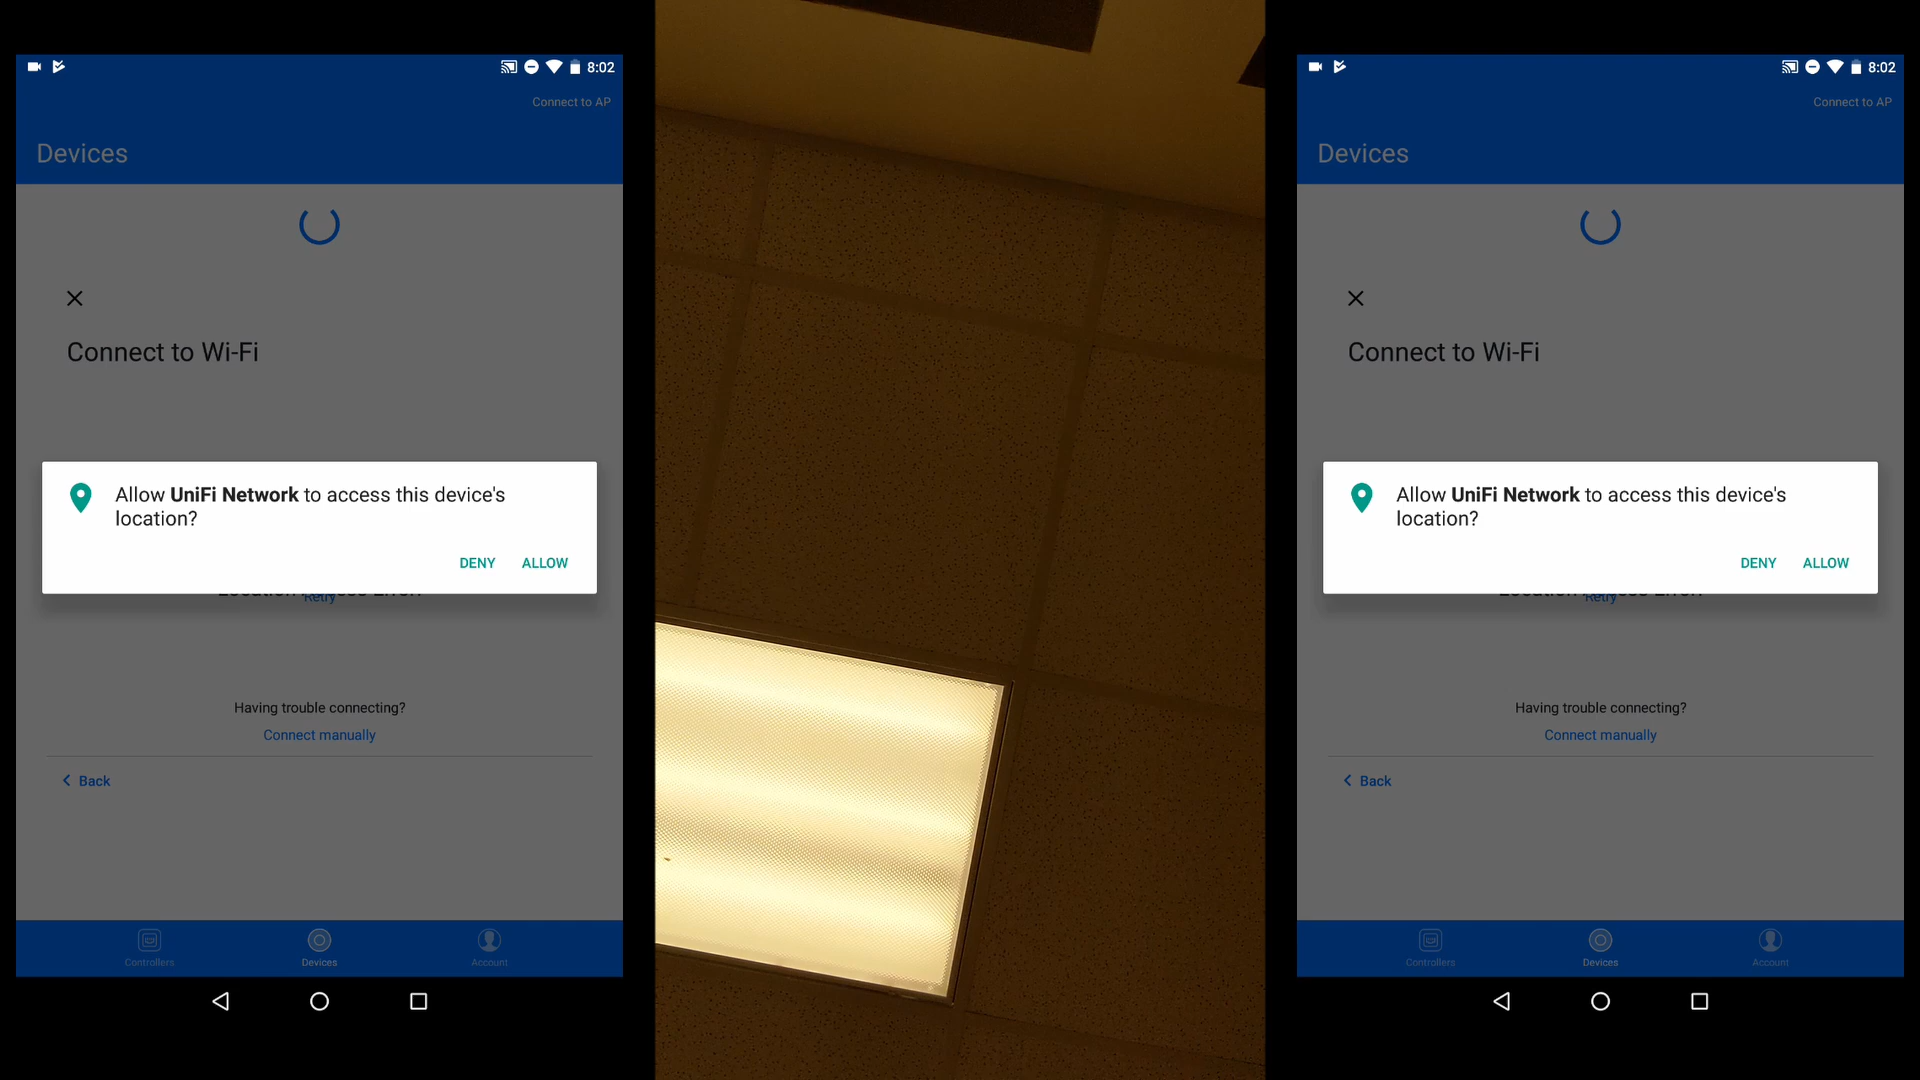 8:02
Connect to AP
Devices
Connect to Wi-Fi
Allow UniFi Network to access this device's
location?
DENY ALLOW
Retry
Having trouble connecting?
Connect manually
Back
Controllers Devices Account
8:02
Connect to AP
Devices
Connect to Wi-Fi
Allow UniFi Network to access this device's
location?
DENY ALLOW
Retry
Having trouble connecting?
Connect manually
Back
Controllers Devices Account